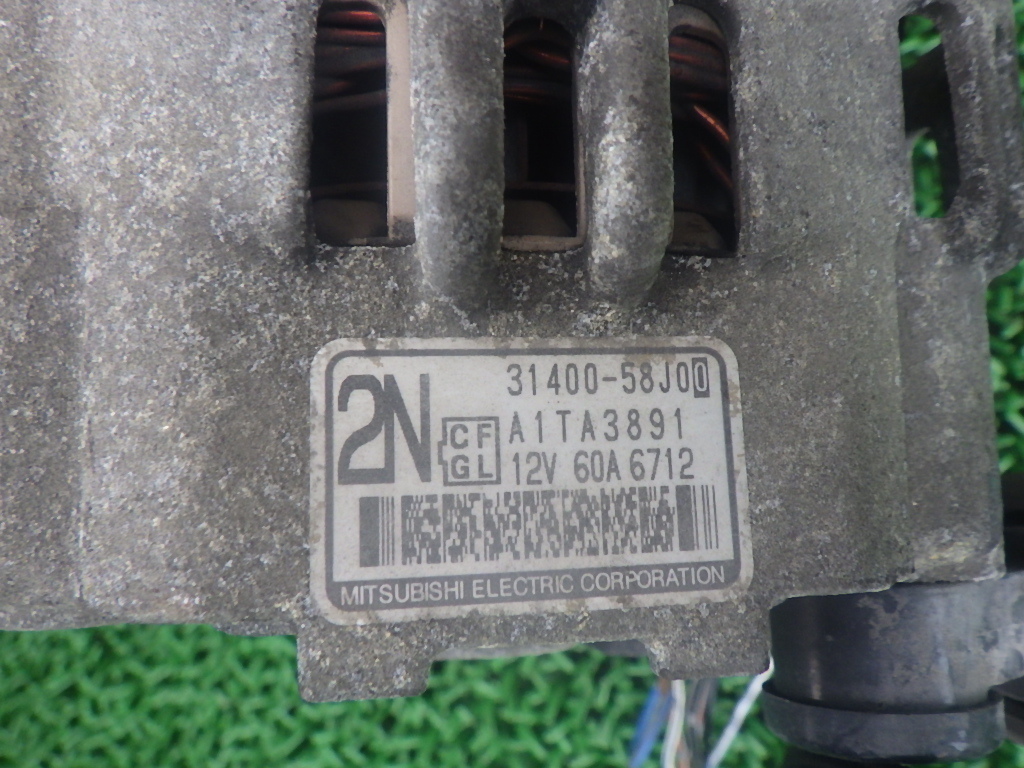 2N
31400-58J00
CF
GL
A1TA3891
12V 60A 6712
MITSUBISHI ELECTRIC CORPORATION